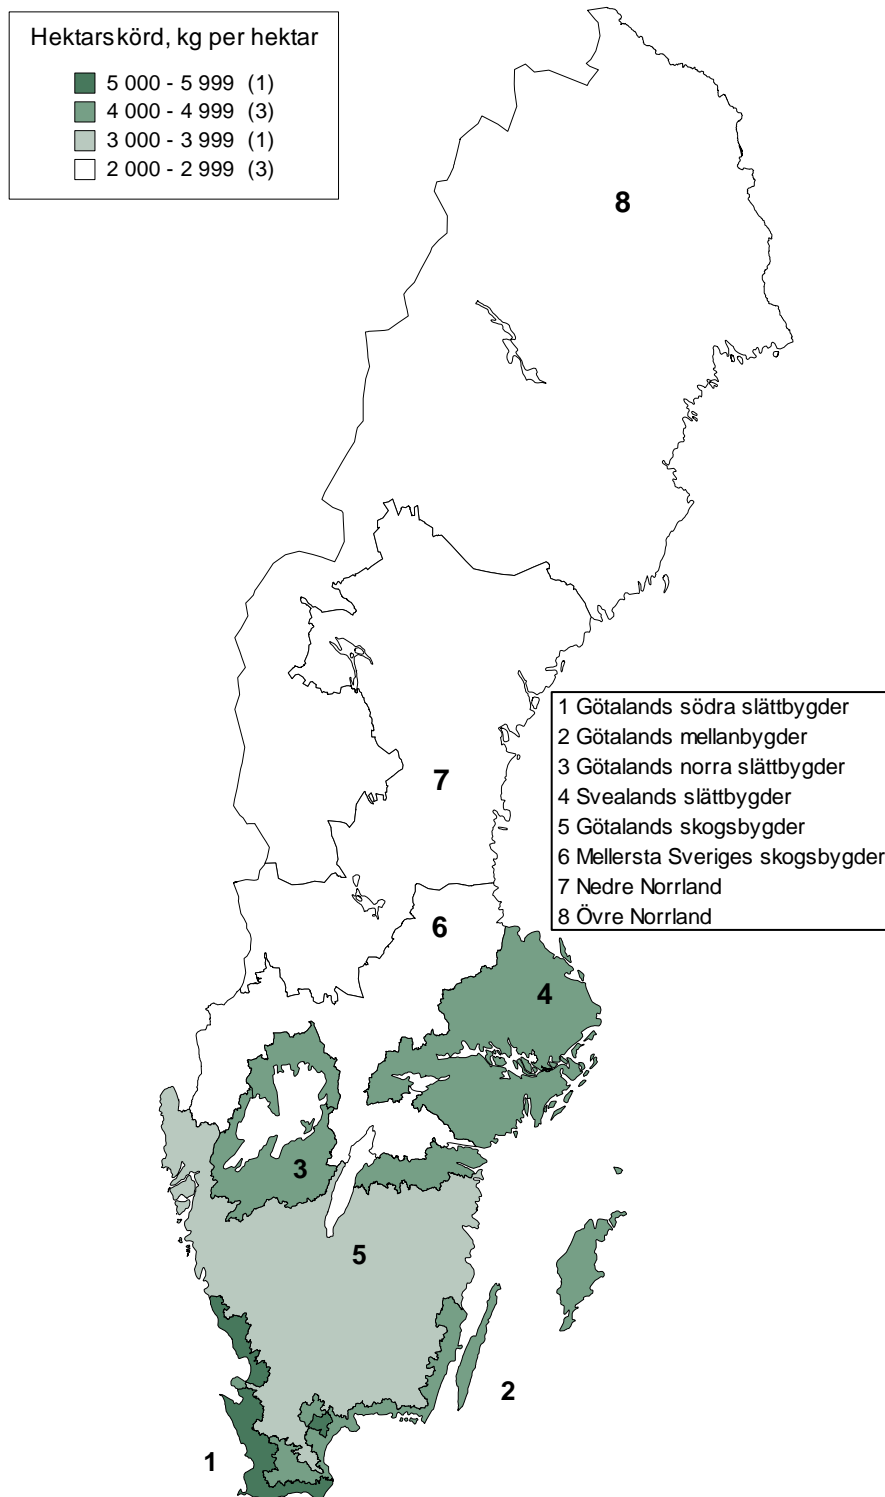 Hektarskörd, kg per hektar
5 000 - 5 999 (1)
4 000 - 4 999 (3)
3 000 - 3 999 (1)
2 000 - 2 999 (3)
8
1 Götalands södra slättbygder
2 Götalands mellanbygder
3 Götalands norra slättbygder
4 Svealands slättbygder
5 Götalands skogsbygder
6 Mellersta Sveriges skogsbygder
7 Nedre Norrland
8 Övre Norrland
7
6
4
3
5
2
1